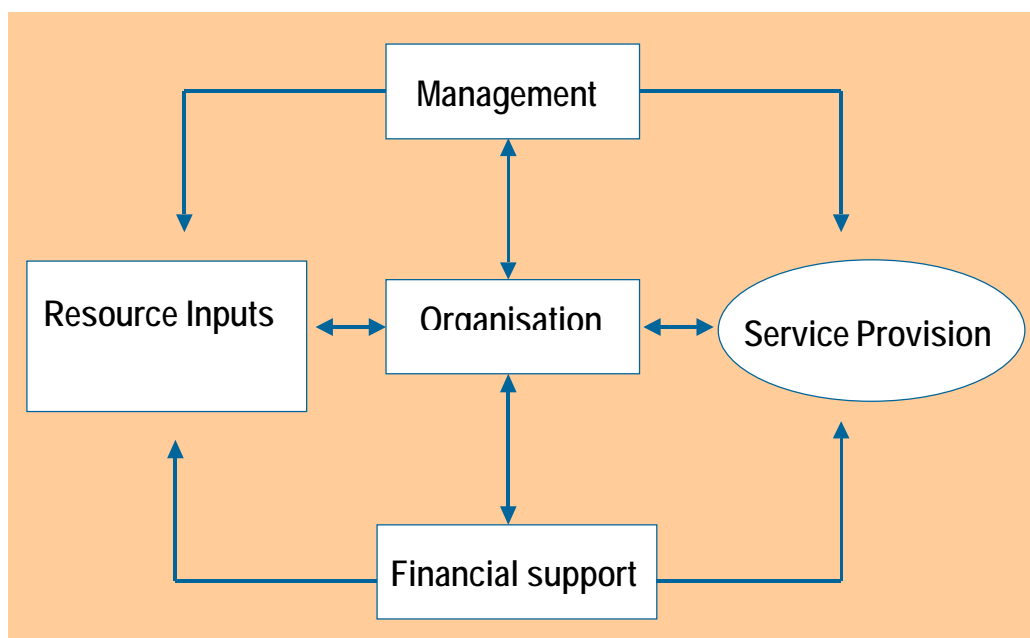 Management
Resource Inputs
Organisation
Service Provision
Financial support